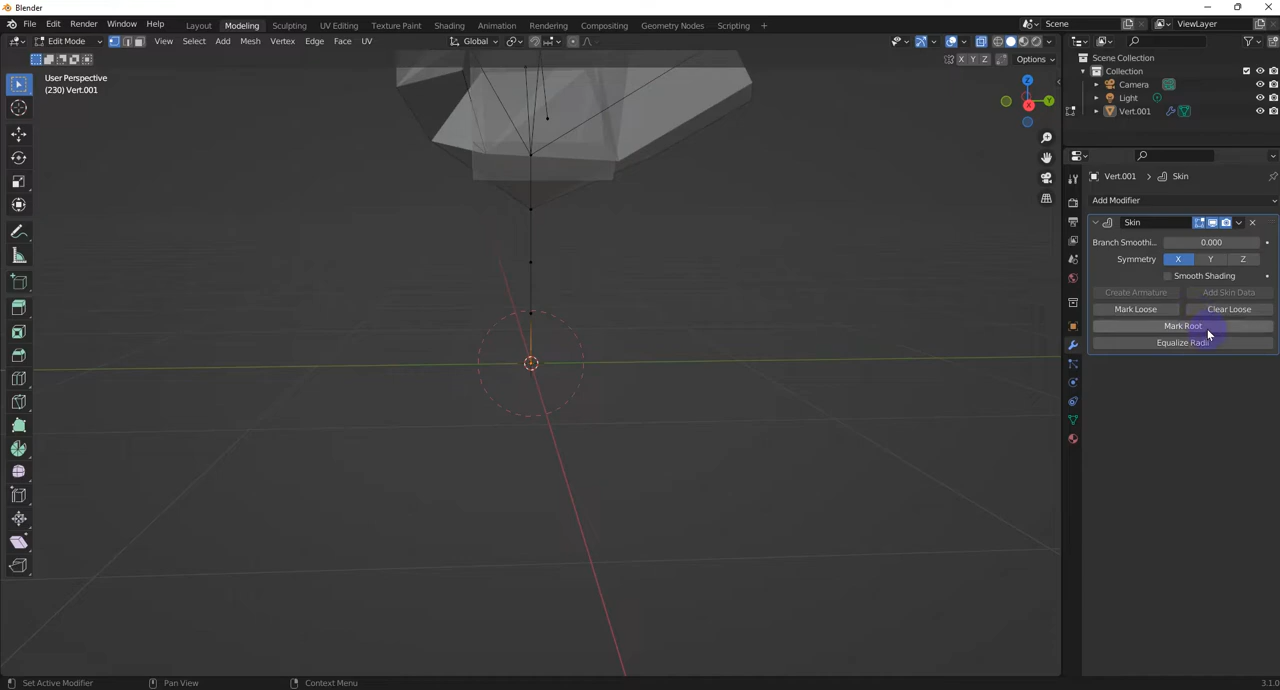 Blender
File Edit Render Window Help Layout Modeling Sculpting UV Editing Texture Paint Shading Animation Rendering Compositing Geometry Nodes Scripting + Scene ViewLayer
Edit Mode View Select Add Mesh Vertex Edge Face UV Global
X Y Z Options
User Perspective
(230) Vert.001
Z
Y
X
Scene Collection
Collection
Camera
Light
Vert.001
Vert.001 > Skin
Add Modifier
Skin
Branch Smoothi... 0.000
Symmetry X Y Z
Smooth Shading
Create Armature Add Skin Data
Mark Loose Clear Loose
Mark Root
Equalize Radii
Set Active Modifier Pan View Context Menu 3.1.0